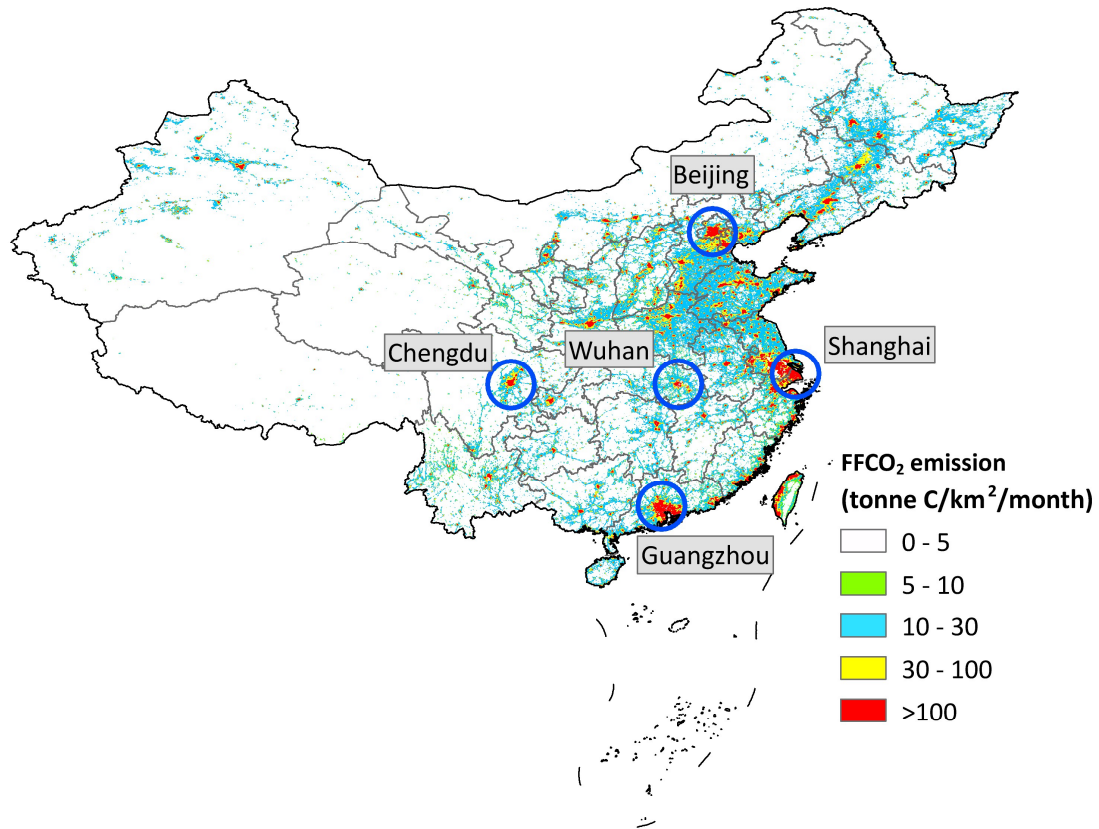 Beijing
Chengdu
Wuhan
Shanghai
Guangzhou
FFCO₂ emission
(tonne C/km²/month)
0 - 5
5 - 10
10 - 30
30 - 100
>100